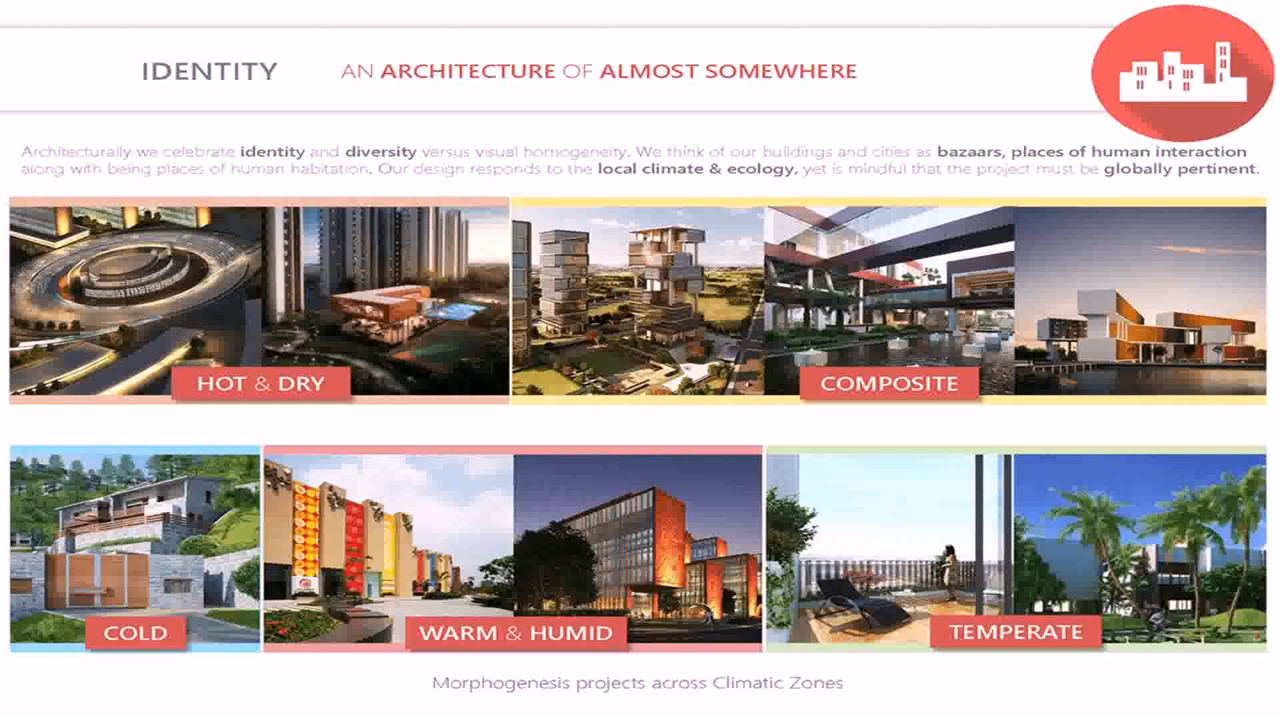 IDENTITY
AN ARCHITECTURE OF ALMOST SOMEWHERE
Architecturally we celebrate identity and diversity versus visual homogeneity. We think of our buildings and cities as bazaars, places of human interaction
along with being places of human habitation. Our design responds to the local climate & ecology, yet is mindful that the project must be globally pertinent.
HOT & DRY
COMPOSITE
COLD
WARM & HUMID
TEMPERATE
Morphogenesis projects across Climatic Zones